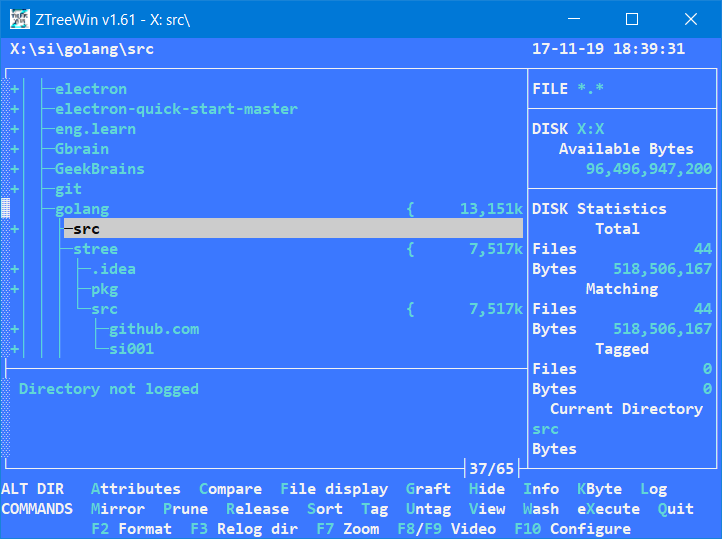 ZTreeWin v1.61 - X: src\
X:\si\golang\src 17-11-19 18:39:31
+ electron FILE *.*
+ electron-quick-start-master
+ eng.learn DISK X:X
+ Gbrain Available Bytes
+ GeekBrains 96,496,947,200
+ git
golang { 13,151k DISK Statistics
+ src Total
stree { 7,517k Files 44
+ .idea Bytes 518,506,167
+ pkg Matching
src { 7,517k Files 44
+ github.com Bytes 518,506,167
+ si001 Tagged
Files 0
Directory not logged Bytes 0
Current Directory
src
Bytes
37/65
ALT DIR Attributes Compare File display Graft Hide Info KByte Log
COMMANDS Mirror Prune Release Sort Tag Untag View Wash eXecute Quit
F2 Format F3 Relog dir F7 Zoom F8/F9 Video F10 Configure